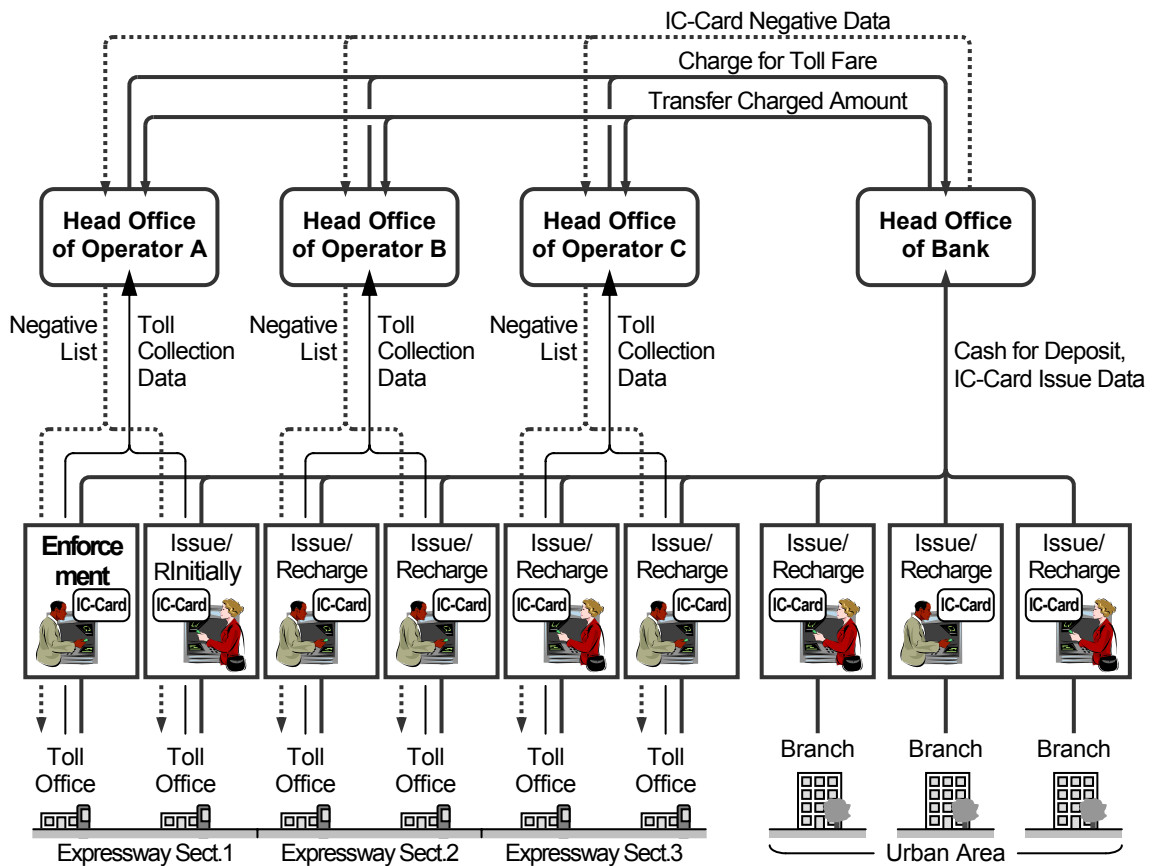 IC-Card Negative Data
Charge for Toll Fare
Transfer Charged Amount
Head Office
of Operator A
Head Office
of Operator B
Head Office
of Operator C
Head Office
of Bank
Negative
List
Toll
Collection
Data
Negative
List
Toll
Collection
Data
Negative
List
Toll
Collection
Data
Cash for Deposit,
IC-Card Issue Data
Enforce
ment
IC-Card
Issue/
RInitially
IC-Card
Issue/
Recharge
IC-Card
Issue/
Recharge
IC-Card
Issue/
Recharge
IC-Card
Issue/
Recharge
IC-Card
Issue/
Recharge
IC-Card
Issue/
Recharge
IC-Card
Issue/
Recharge
IC-Card
Toll
Office
Toll
Office
Toll
Office
Toll
Office
Toll
Office
Toll
Office
Branch
Branch
Branch
Expressway Sect.1
Expressway Sect.2
Expressway Sect.3
Urban Area